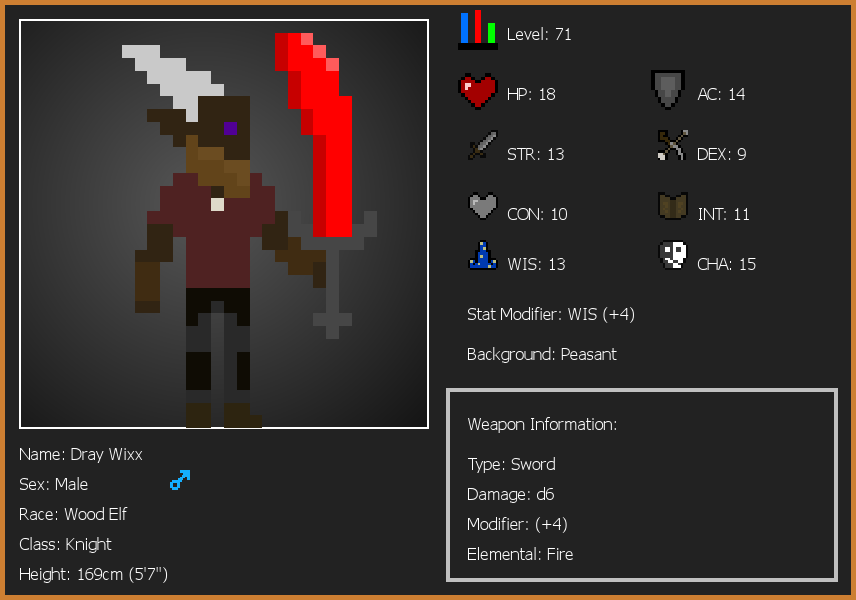 Level: 71
HP: 18
AC: 14
STR: 13
DEX: 9
CON: 10
INT: 11
WIS: 13
CHA: 15
Stat Modifier: WIS (+4)
Background: Peasant
Weapon Information:
Type: Sword
Damage: d6
Modifier: (+4)
Elemental: Fire
Name: Dray Wixx
Sex: Male
Race: Wood Elf
Class: Knight
Height: 169cm (5'7")